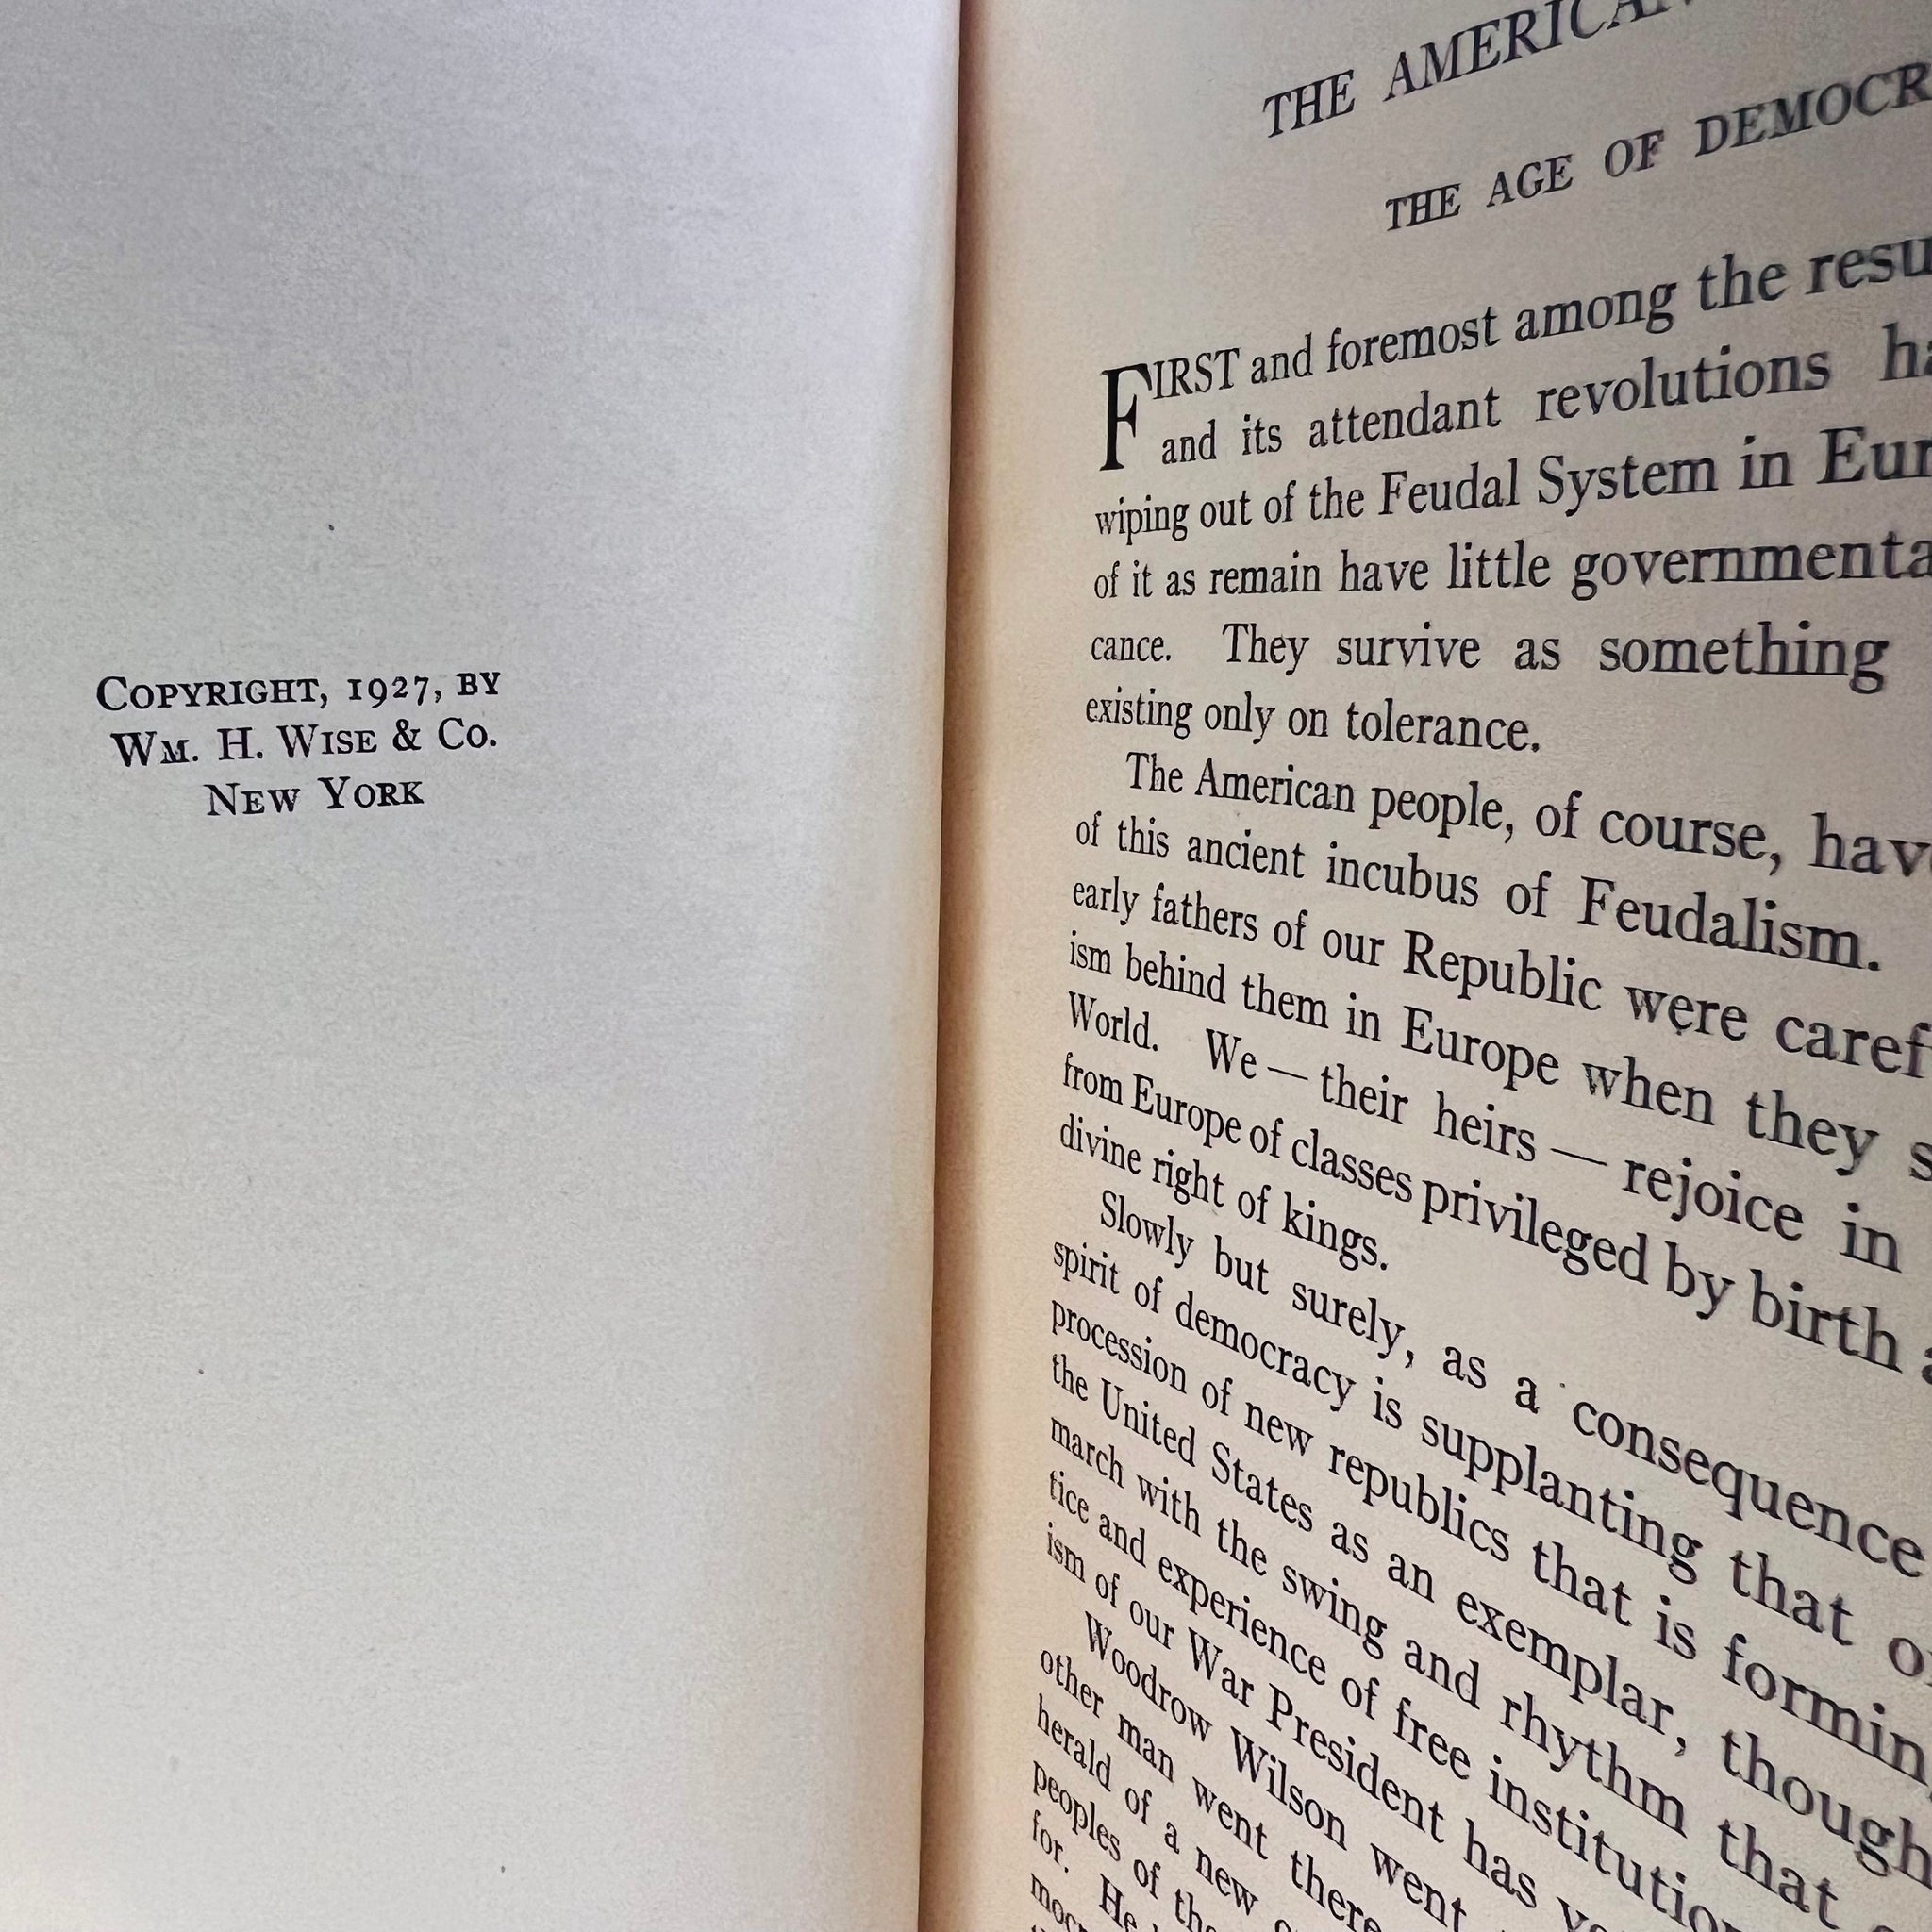 COPYRIGHT, 1927, BY
WM. H. WISE & CO.
NEW YORK
THE AMERICAN
THE AGE OF DEMOCR
FIRST and foremost among the resu
and its attendant revolutions ha
wiping out of the Feudal System in Eur
of it as remain have little governmenta
cance. They survive as something
existing only on tolerance.
The American people, of course, have
of this ancient incubus of Feudalism.
early fathers of our Republic were caref
ism behind them in Europe when they s
World. We — their heirs — rejoice in
from Europe of classes privileged by birth a
divine right of kings.
Slowly but surely, as a consequence
spirit of democracy is supplanting that o
procession of new republics that is forming
the United States as an exemplar, though
march with the swing and rhythm that
tice and experience of free institution
ism of our War President has
Woodrow Wilson went
other man went there
herald of a new
peoples of the
for. He
mocr